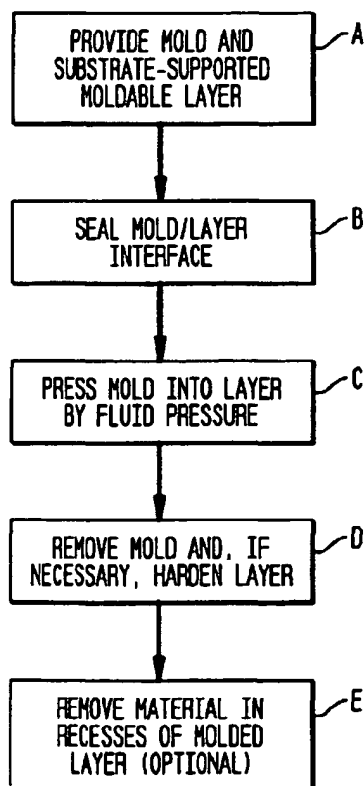 PROVIDE MOLD AND
SUBSTRATE-SUPPORTED
MOLDABLE LAYER
A
SEAL MOLD/LAYER
INTERFACE
B
PRESS MOLD INTO LAYER
BY FLUID PRESSURE
C
REMOVE MOLD AND, IF
NECESSARY, HARDEN LAYER
D
REMOVE MATERIAL IN
RECESSES OF MOLDED
LAYER (OPTIONAL)
E